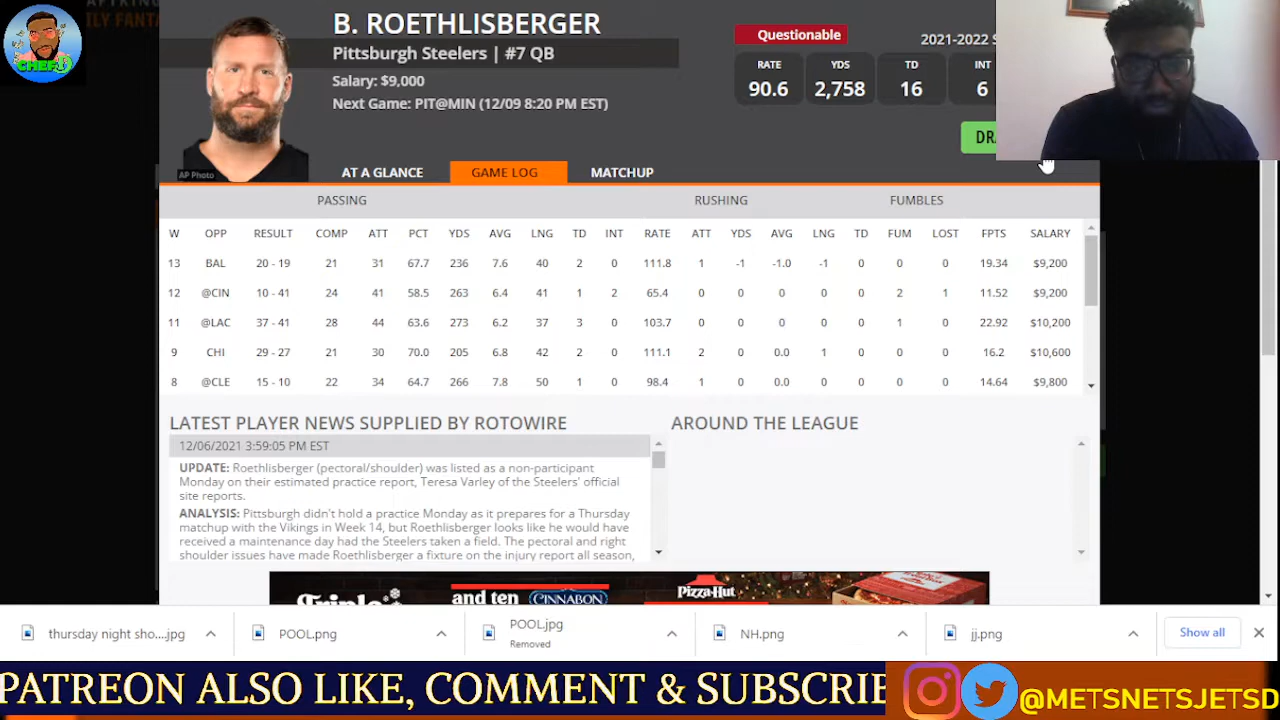 ILY FANTA
CHEF
B. ROETHLISBERGER
Pittsburgh Steelers | #7 QB
Salary: $9,000
Next Game: PIT@MIN (12/09 8:20 PM EST)
AP Photo
Questionable
2021-2022 S
RATE YDS TD INT
90.6 2,758 16 6
DR
AT A GLANCE GAME LOG MATCHUP
PASSING RUSHING FUMBLES
W OPP RESULT COMP ATT PCT YDS AVG LNG TD INT RATE ATT YDS AVG LNG TD FUM LOST FPTS SALARY
13 BAL 20 - 19 21 31 67.7 236 7.6 40 2 0 111.8 1 -1 -1.0 -1 0 0 0 19.34 $9,200
12 @CIN 10 - 41 24 41 58.5 263 6.4 41 1 2 65.4 0 0 0 0 0 2 1 11.52 $9,200
11 @LAC 37 - 41 28 44 63.6 273 6.2 37 3 0 103.7 0 0 0 0 0 1 0 22.92 $10,200
9 CHI 29 - 27 21 30 70.0 205 6.8 42 2 0 111.1 2 0 0.0 1 0 0 0 16.2 $10,600
8 @CLE 15 - 10 22 34 64.7 266 7.8 50 1 0 98.4 1 0 0.0 0 0 0 0 14.64 $9,800
LATEST PLAYER NEWS SUPPLIED BY ROTOWIRE
AROUND THE LEAGUE
12/06/2021 3:59:05 PM EST
UPDATE: Roethlisberger (pectoral/shoulder) was listed as a non-participant
Monday on their estimated practice report, Teresa Varley of the Steelers' official
site reports.
ANALYSIS: Pittsburgh didn't hold a practice Monday as it prepares for a Thursday
matchup with the Vikings in Week 14, but Roethlisberger looks like he would have
received a maintenance day had the Steelers taken a field. The pectoral and right
shoulder issues have made Roethlisberger a fixture on the injury report all season,
Triple
and ten CINNABON
Pizza Hut
thursday night sho....jpg
POOL.png
POOL.jpg
Removed
NH.png
jj.png
Show all
PATREON ALSO LIKE, COMMENT & SUBSCRIBE
@METSNETSJETSD